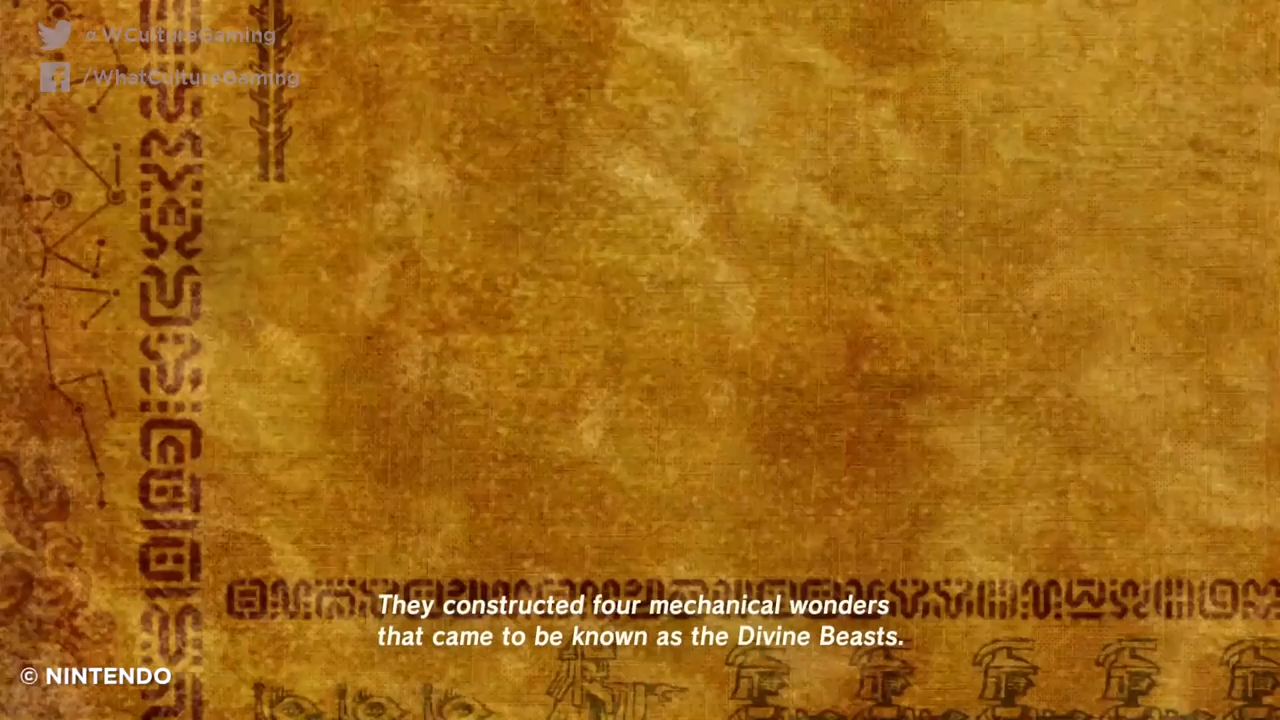 @WCultureGaming
/WhatCultureGaming
They constructed four mechanical wonders
that came to be known as the Divine Beasts.
© NINTENDO